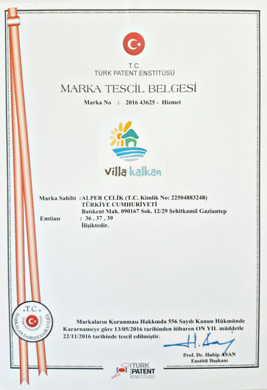 T.C.
TÜRK PATENT ENSTİTÜSÜ
MARKA TESCİL BELGESİ
Marka No : 2016 43625 - Hizmet
villa kalkan
Marka Sahibi : ALPER ÇELİK (T.C. Kimlik No: 22504883248)
TÜRKİYE CUMHURİYETİ
Batıkent Mah. 090167 Sok. 12/29 Şehitkamil Gaziantep
Emtiası : 36 , 37 , 39
İlişiktedir.
Markaların Korunması Hakkında 556 Sayılı Kanun Hükmünde
Kararnameye göre 13/05/2016 tarihinden itibaren ON YIL müddetle
22/11/2016 tarihinde tescil edilmiştir.
Prof. Dr. Habip ASAN
Enstitü Başkanı
T.C.
TÜRK
PATENT
ENSTİTÜSÜ